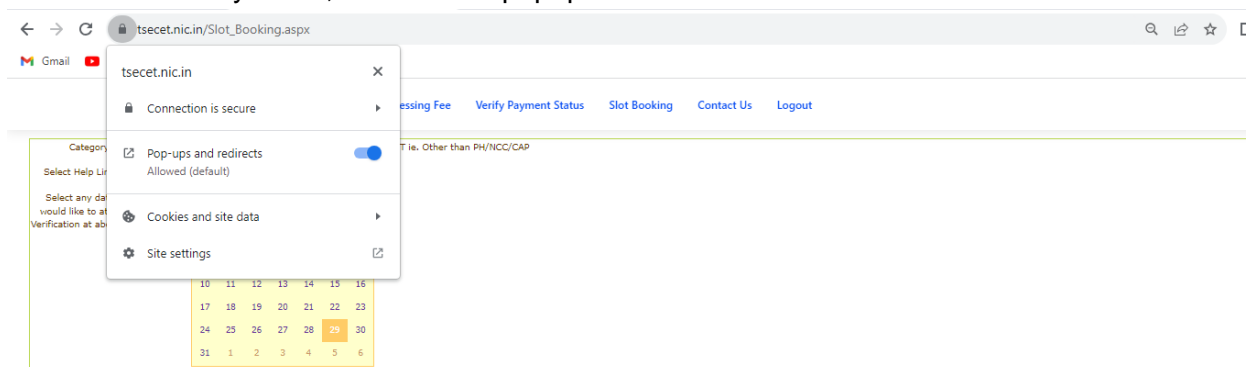 tsecet.nic.in/Slot_Booking.aspx
Gmail
tsecet.nic.in
Connection is secure
essing Fee Verify Payment Status Slot Booking Contact Us Logout
Category
Pop-ups and redirects
T ie. Other than PH/NCC/CAP
Allowed (default)
Select Help Lin
Select any dat
would like to at
Verification at ab
Cookies and site data
Site settings
10 11 12 13 14 15 16
17 18 19 20 21 22 23
24 25 26 27 28 29 30
31 1 2 3 4 5 6